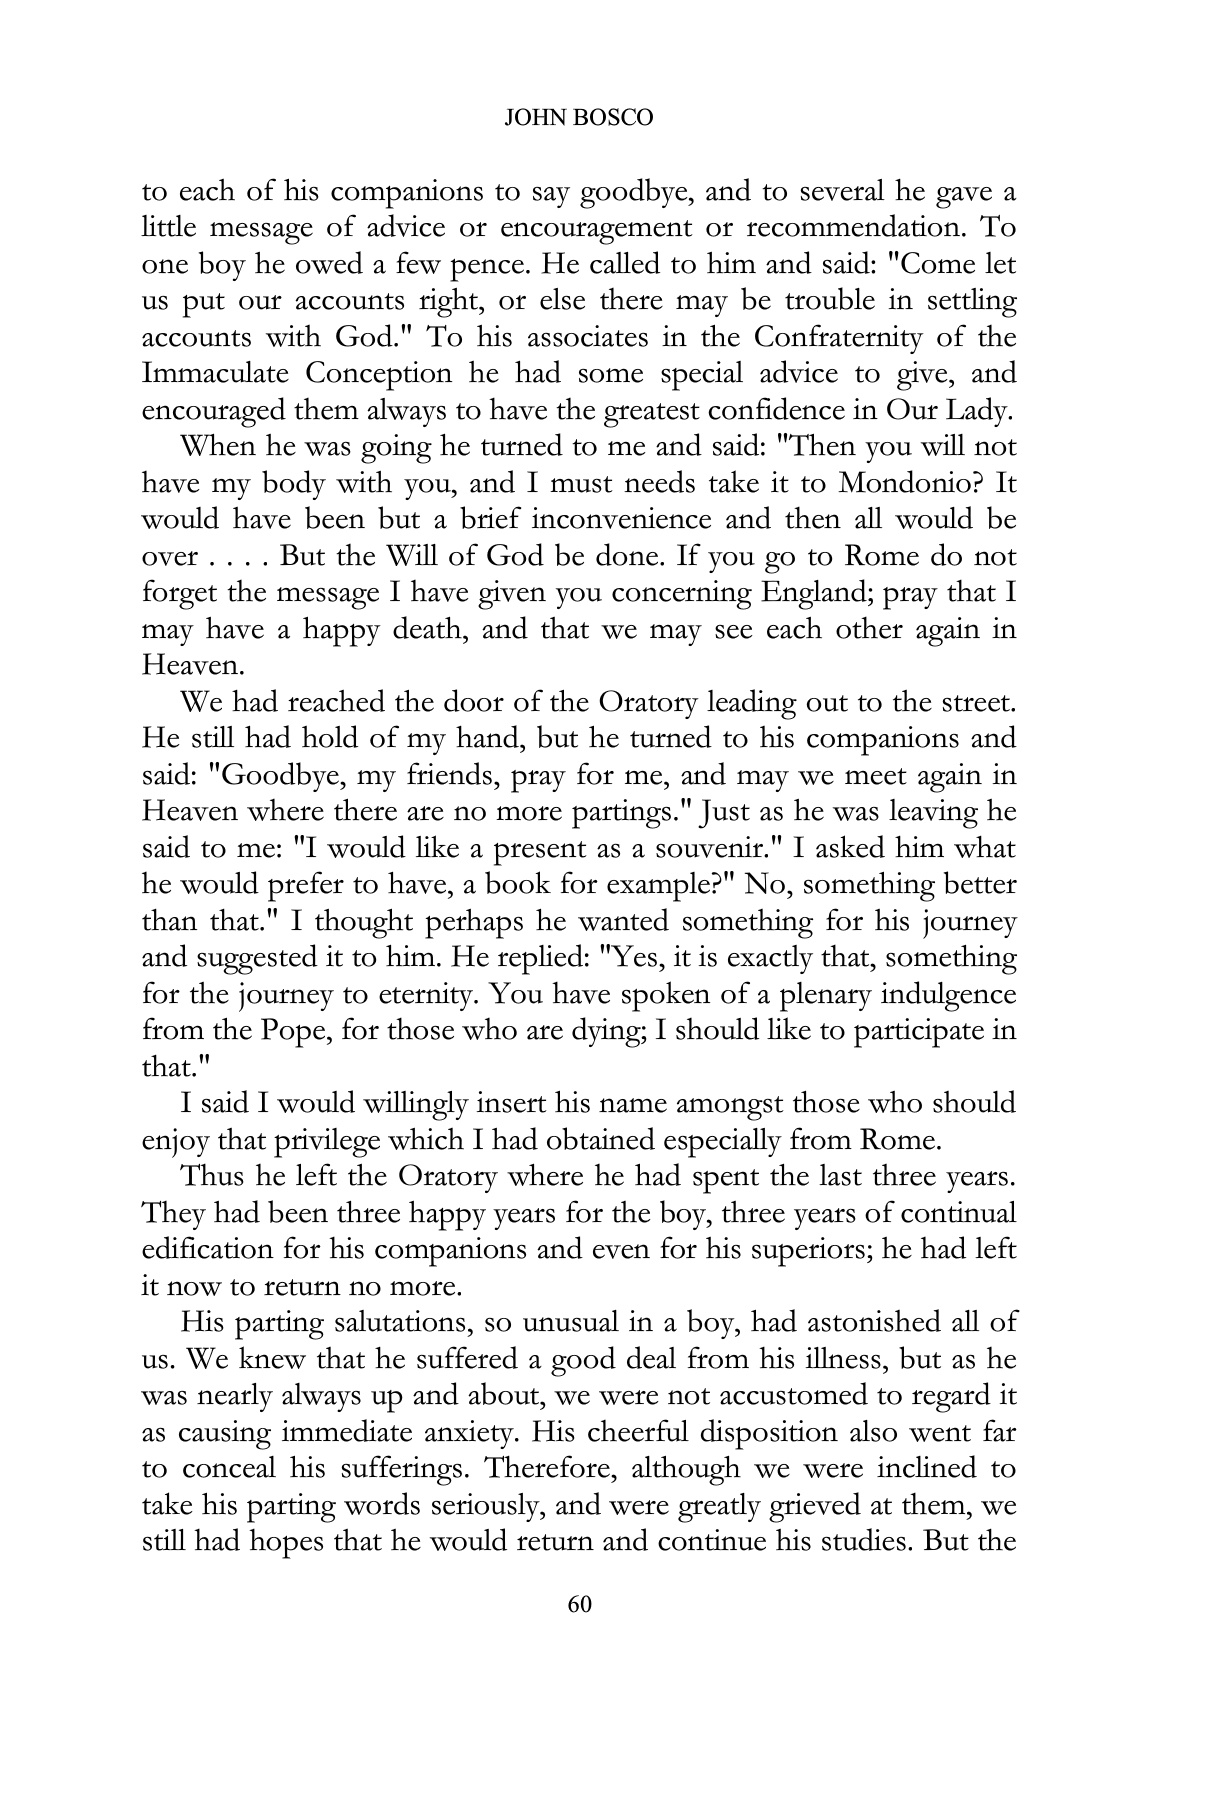 JOHN BOSCO
to each of his companions to say goodbye, and to several he gave a
little message of advice or encouragement or recommendation. To
one boy he owed a few pence. He called to him and said: "Come let
us put our accounts right, or else there may be trouble in settling
accounts with God." To his associates in the Confraternity of the
Immaculate Conception he had some special advice to give, and
encouraged them always to have the greatest confidence in Our Lady.
When he was going he turned to me and said: "Then you will not
have my body with you, and I must needs take it to Mondonio? It
would have been but a brief inconvenience and then all would be
over . . . . But the Will of God be done. If you go to Rome do not
forget the message I have given you concerning England; pray that I
may have a happy death, and that we may see each other again in
Heaven.
We had reached the door of the Oratory leading out to the street.
He still had hold of my hand, but he turned to his companions and
said: "Goodbye, my friends, pray for me, and may we meet again in
Heaven where there are no more partings." Just as he was leaving he
said to me: "I would like a present as a souvenir." I asked him what
he would prefer to have, a book for example?" No, something better
than that." I thought perhaps he wanted something for his journey
and suggested it to him. He replied: "Yes, it is exactly that, something
for the journey to eternity. You have spoken of a plenary indulgence
from the Pope, for those who are dying; I should like to participate in
that."
I said I would willingly insert his name amongst those who should
enjoy that privilege which I had obtained especially from Rome.
Thus he left the Oratory where he had spent the last three years.
They had been three happy years for the boy, three years of continual
edification for his companions and even for his superiors; he had left
it now to return no more.
His parting salutations, so unusual in a boy, had astonished all of
us. We knew that he suffered a good deal from his illness, but as he
was nearly always up and about, we were not accustomed to regard it
as causing immediate anxiety. His cheerful disposition also went far
to conceal his sufferings. Therefore, although we were inclined to
take his parting words seriously, and were greatly grieved at them, we
still had hopes that he would return and continue his studies. But the
60